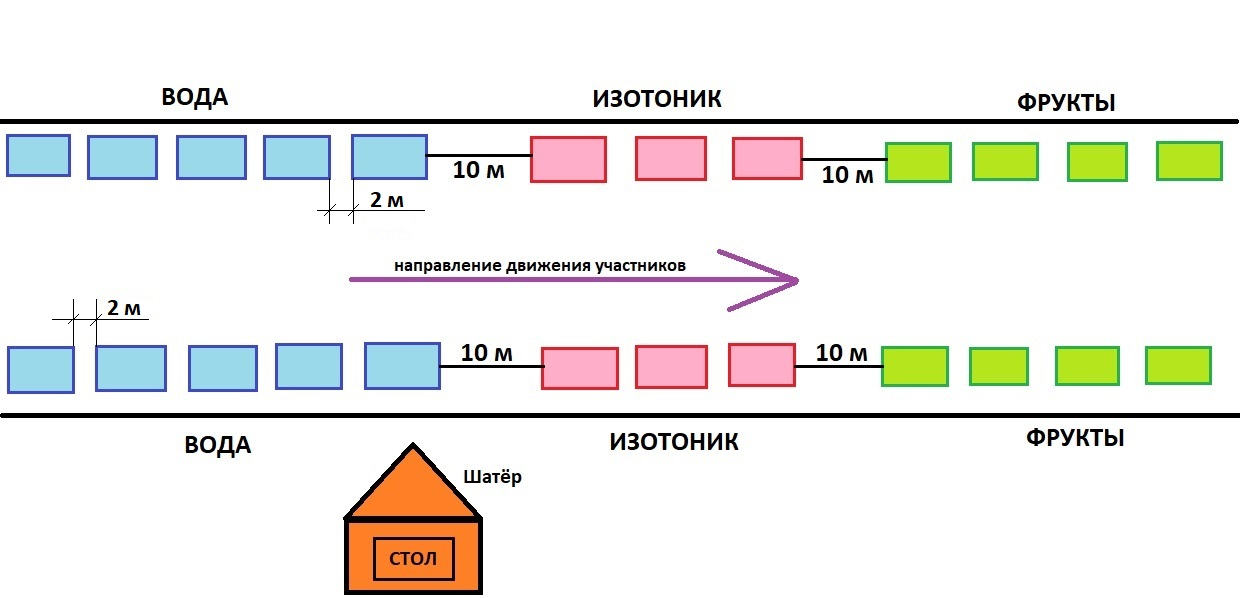 ВОДА
ИЗОТОНИК
ФРУКТЫ
10 м
10 м
2 м
направление движения участников
2 м
10 м
10 м
ВОДА
ИЗОТОНИК
ФРУКТЫ
Шатёр
СТОЛ